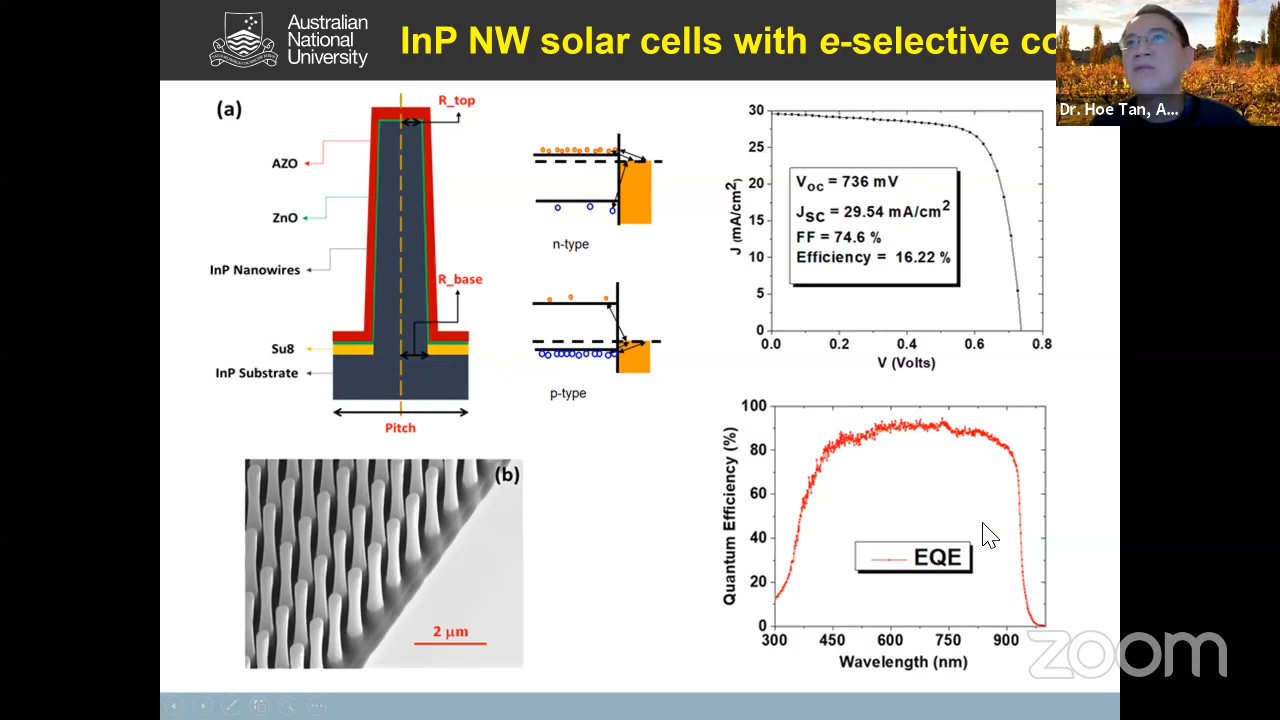 Australian
National
University
InP NW solar cells with e-selective co
Dr. Hoe Tan, A...
(a)
R_top
AZO
ZnO
InP Nanowires
R_base
Su8
InP Substrate
Pitch
n-type
p-type
30
25
20
15
10
5
0
J (mA/cm2)
VOC = 736 mV
JSC = 29.54 mA/cm2
FF = 74.6 %
Efficiency = 16.22 %
0.0 0.2 0.4 0.6 0.8
V (Volts)
(b)
2 µm
100
80
60
40
20
0
Quantum Efficiency (%)
EQE
300 450 600 750 900
Wavelength (nm)
zoom